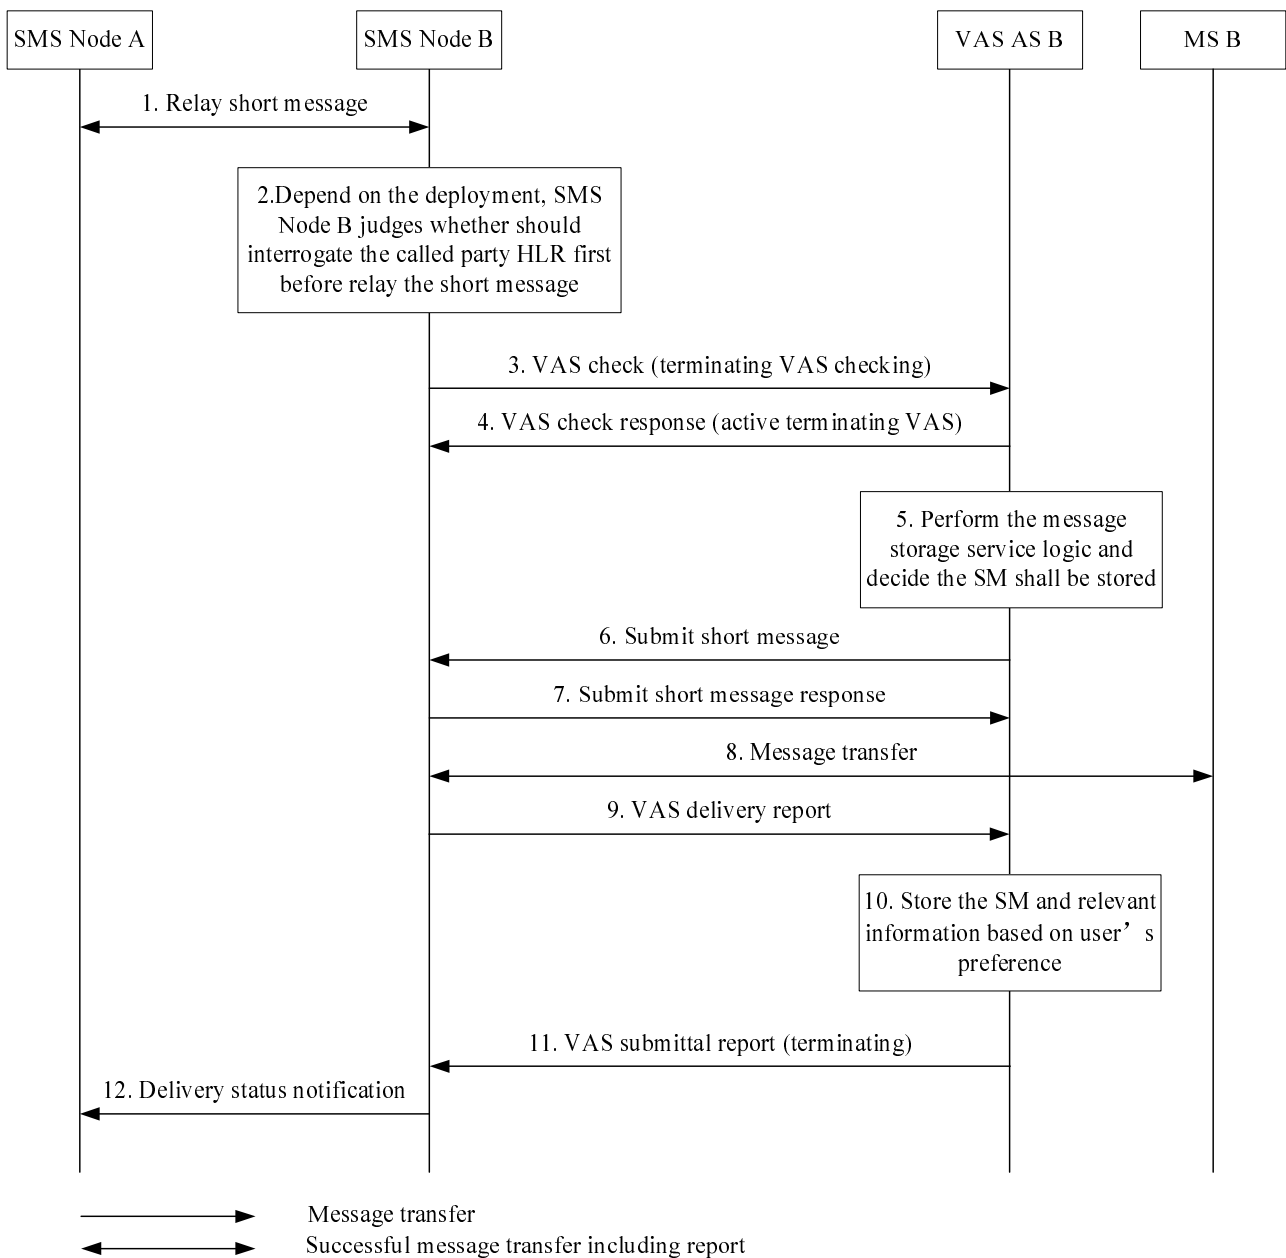 SMS Node A
SMS Node B
VAS AS B
MS B
1. Relay short message
2.Depend on the deployment, SMS
Node B judges whether should
interrogate the called party HLR first
before relay the short message
3. VAS check (terminating VAS checking)
4. VAS check response (active terminating VAS)
5. Perform the message
storage service logic and
decide the SM shall be stored
6. Submit short message
7. Submit short message response
8. Message transfer
9. VAS delivery report
10. Store the SM and relevant
information based on user’s
preference
11. VAS submittal report (terminating)
12. Delivery status notification
Message transfer
Successful message transfer including report